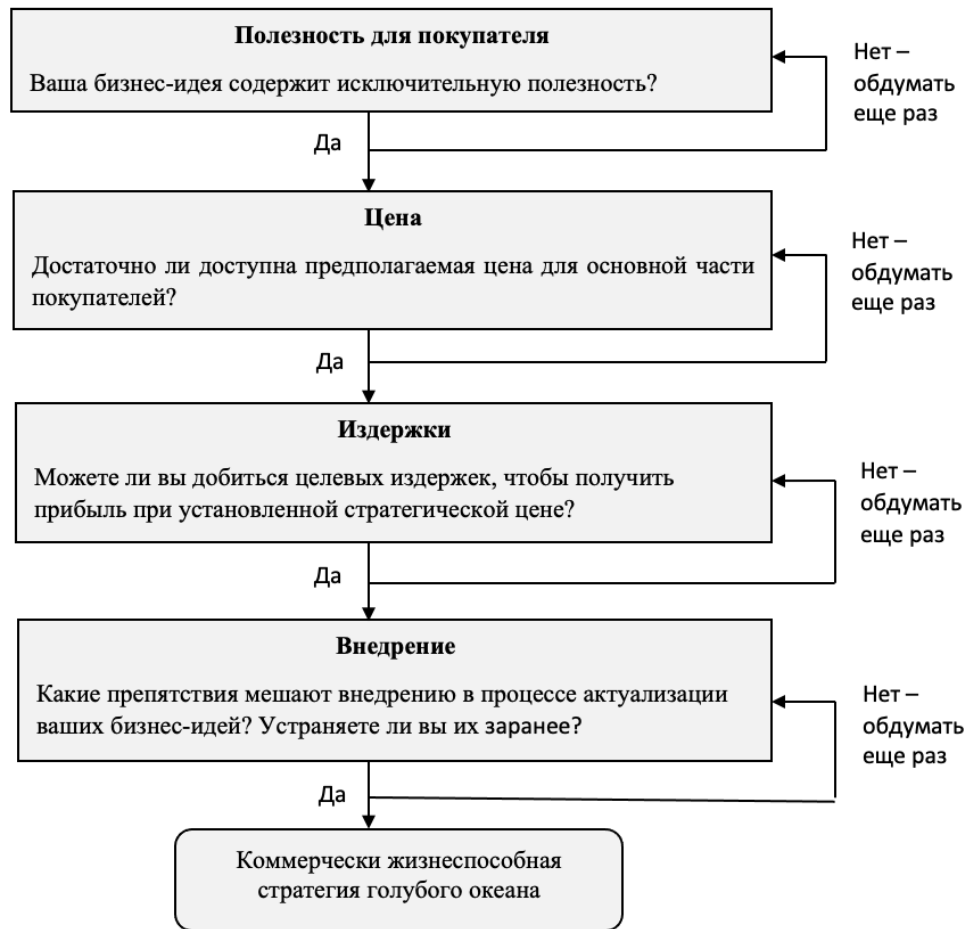 Полезность для покупателя
Ваша бизнес-идея содержит исключительную полезность?
Нет –
обдумать
еще раз
Да
Цена
Достаточно ли доступна предполагаемая цена для основной части
покупателей?
Нет –
обдумать
еще раз
Да
Издержки
Можете ли вы добиться целевых издержек, чтобы получить
прибыль при установленной стратегической цене?
Нет –
обдумать
еще раз
Да
Внедрение
Какие препятствия мешают внедрению в процессе актуализации
ваших бизнес-идей? Устраняете ли вы их заранее?
Нет –
обдумать
еще раз
Да
Коммерчески жизнеспособная
стратегия голубого океана